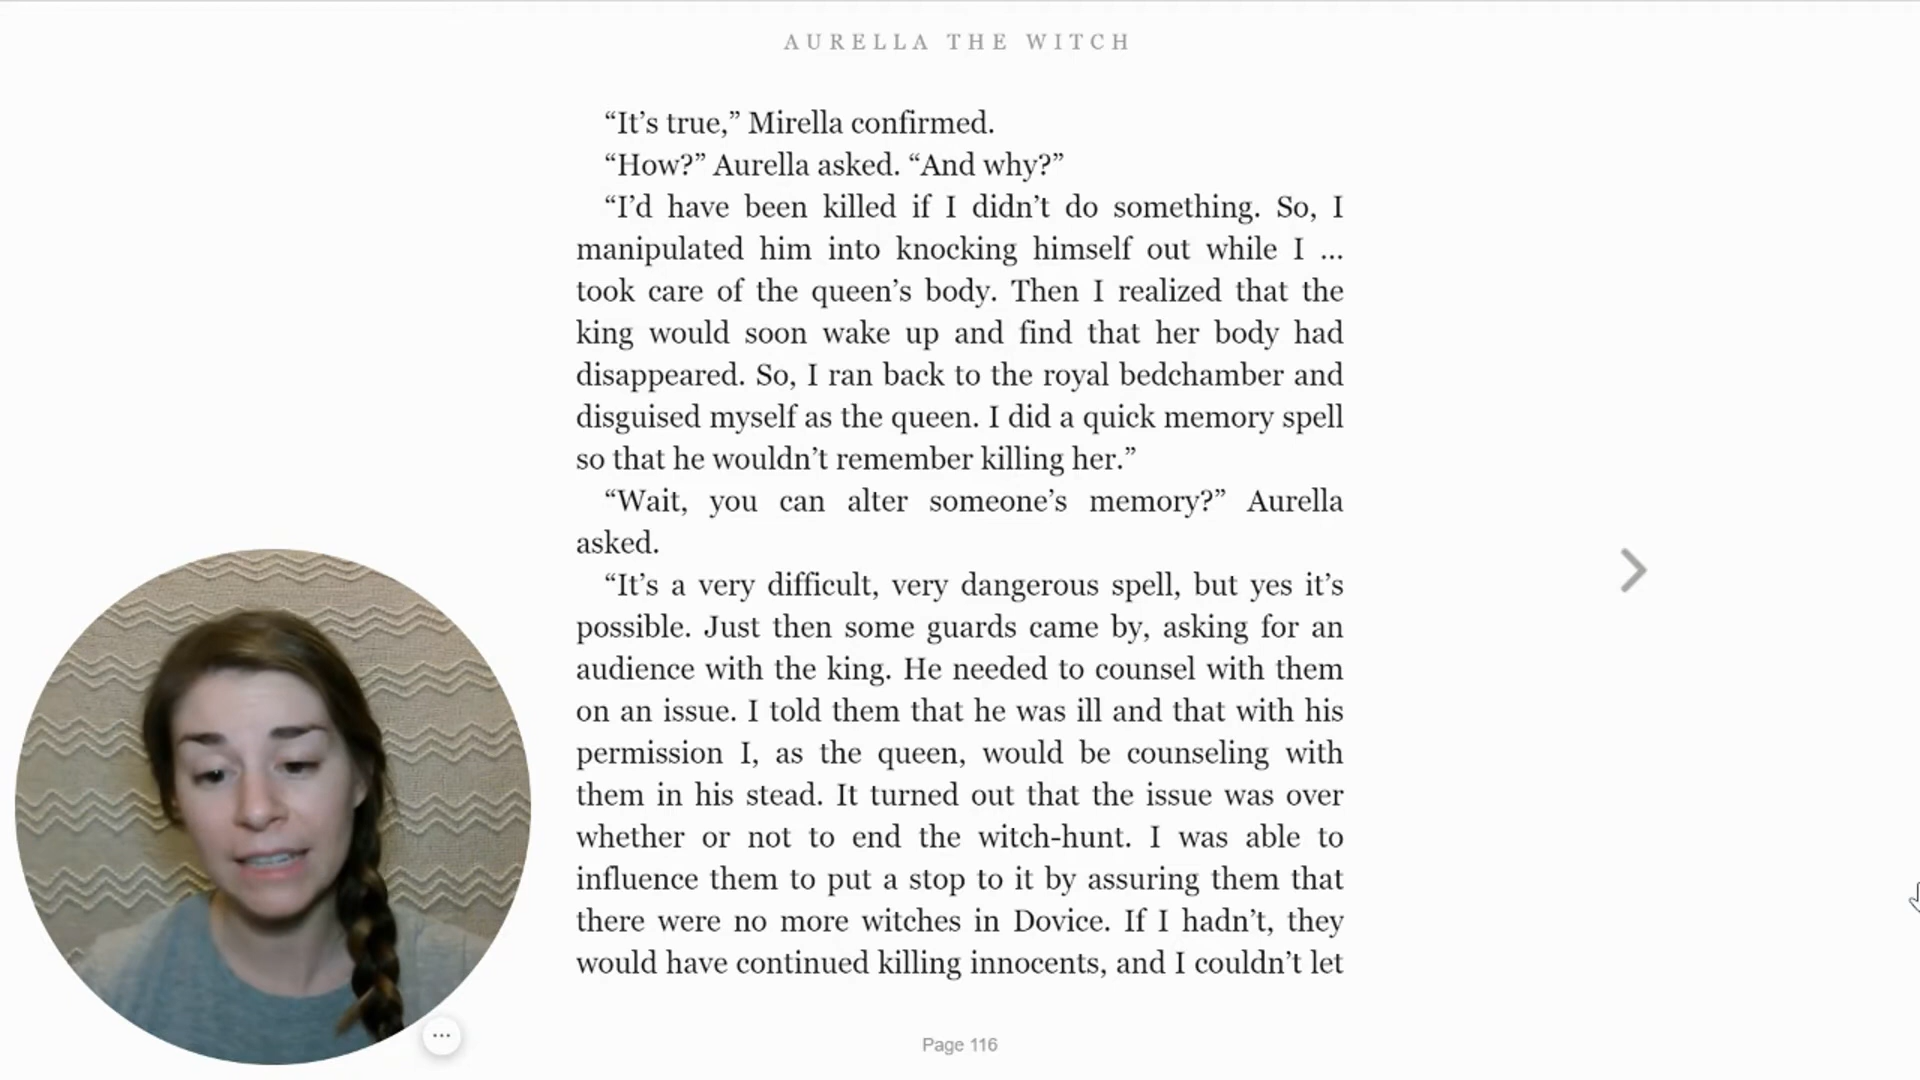 AURELLA THE WITCH
“It’s true,” Mirella confirmed.
“How?” Aurella asked. “And why?”
“I’d have been killed if I didn’t do something. So, I
manipulated him into knocking himself out while I ...
took care of the queen’s body. Then I realized that the
king would soon wake up and find that her body had
disappeared. So, I ran back to the royal bedchamber and
disguised myself as the queen. I did a quick memory spell
so that he wouldn’t remember killing her.”
“Wait, you can alter someone’s memory?” Aurella
asked.
“It’s a very difficult, very dangerous spell, but yes it’s
possible. Just then some guards came by, asking for an
audience with the king. He needed to counsel with them
on an issue. I told them that he was ill and that with his
permission I, as the queen, would be counseling with
them in his stead. It turned out that the issue was over
whether or not to end the witch-hunt. I was able to
influence them to put a stop to it by assuring them that
there were no more witches in Dovice. If I hadn’t, they
would have continued killing innocents, and I couldn’t let
Page 116